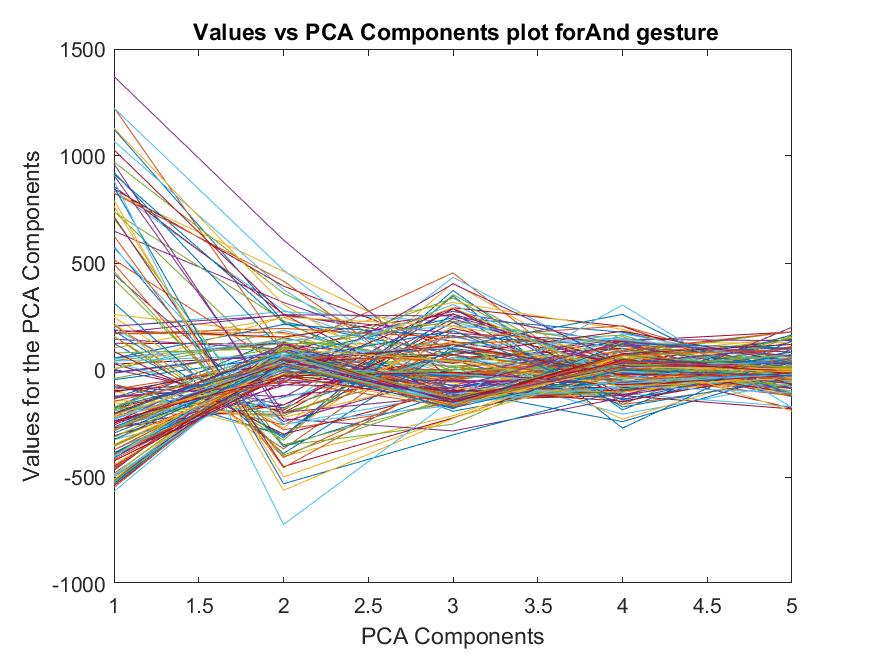 Values vs PCA Components plot forAnd gesture
1500
1000
500
0
-500
-1000
Values for the PCA Components
1 1.5 2 2.5 3 3.5 4 4.5 5
PCA Components